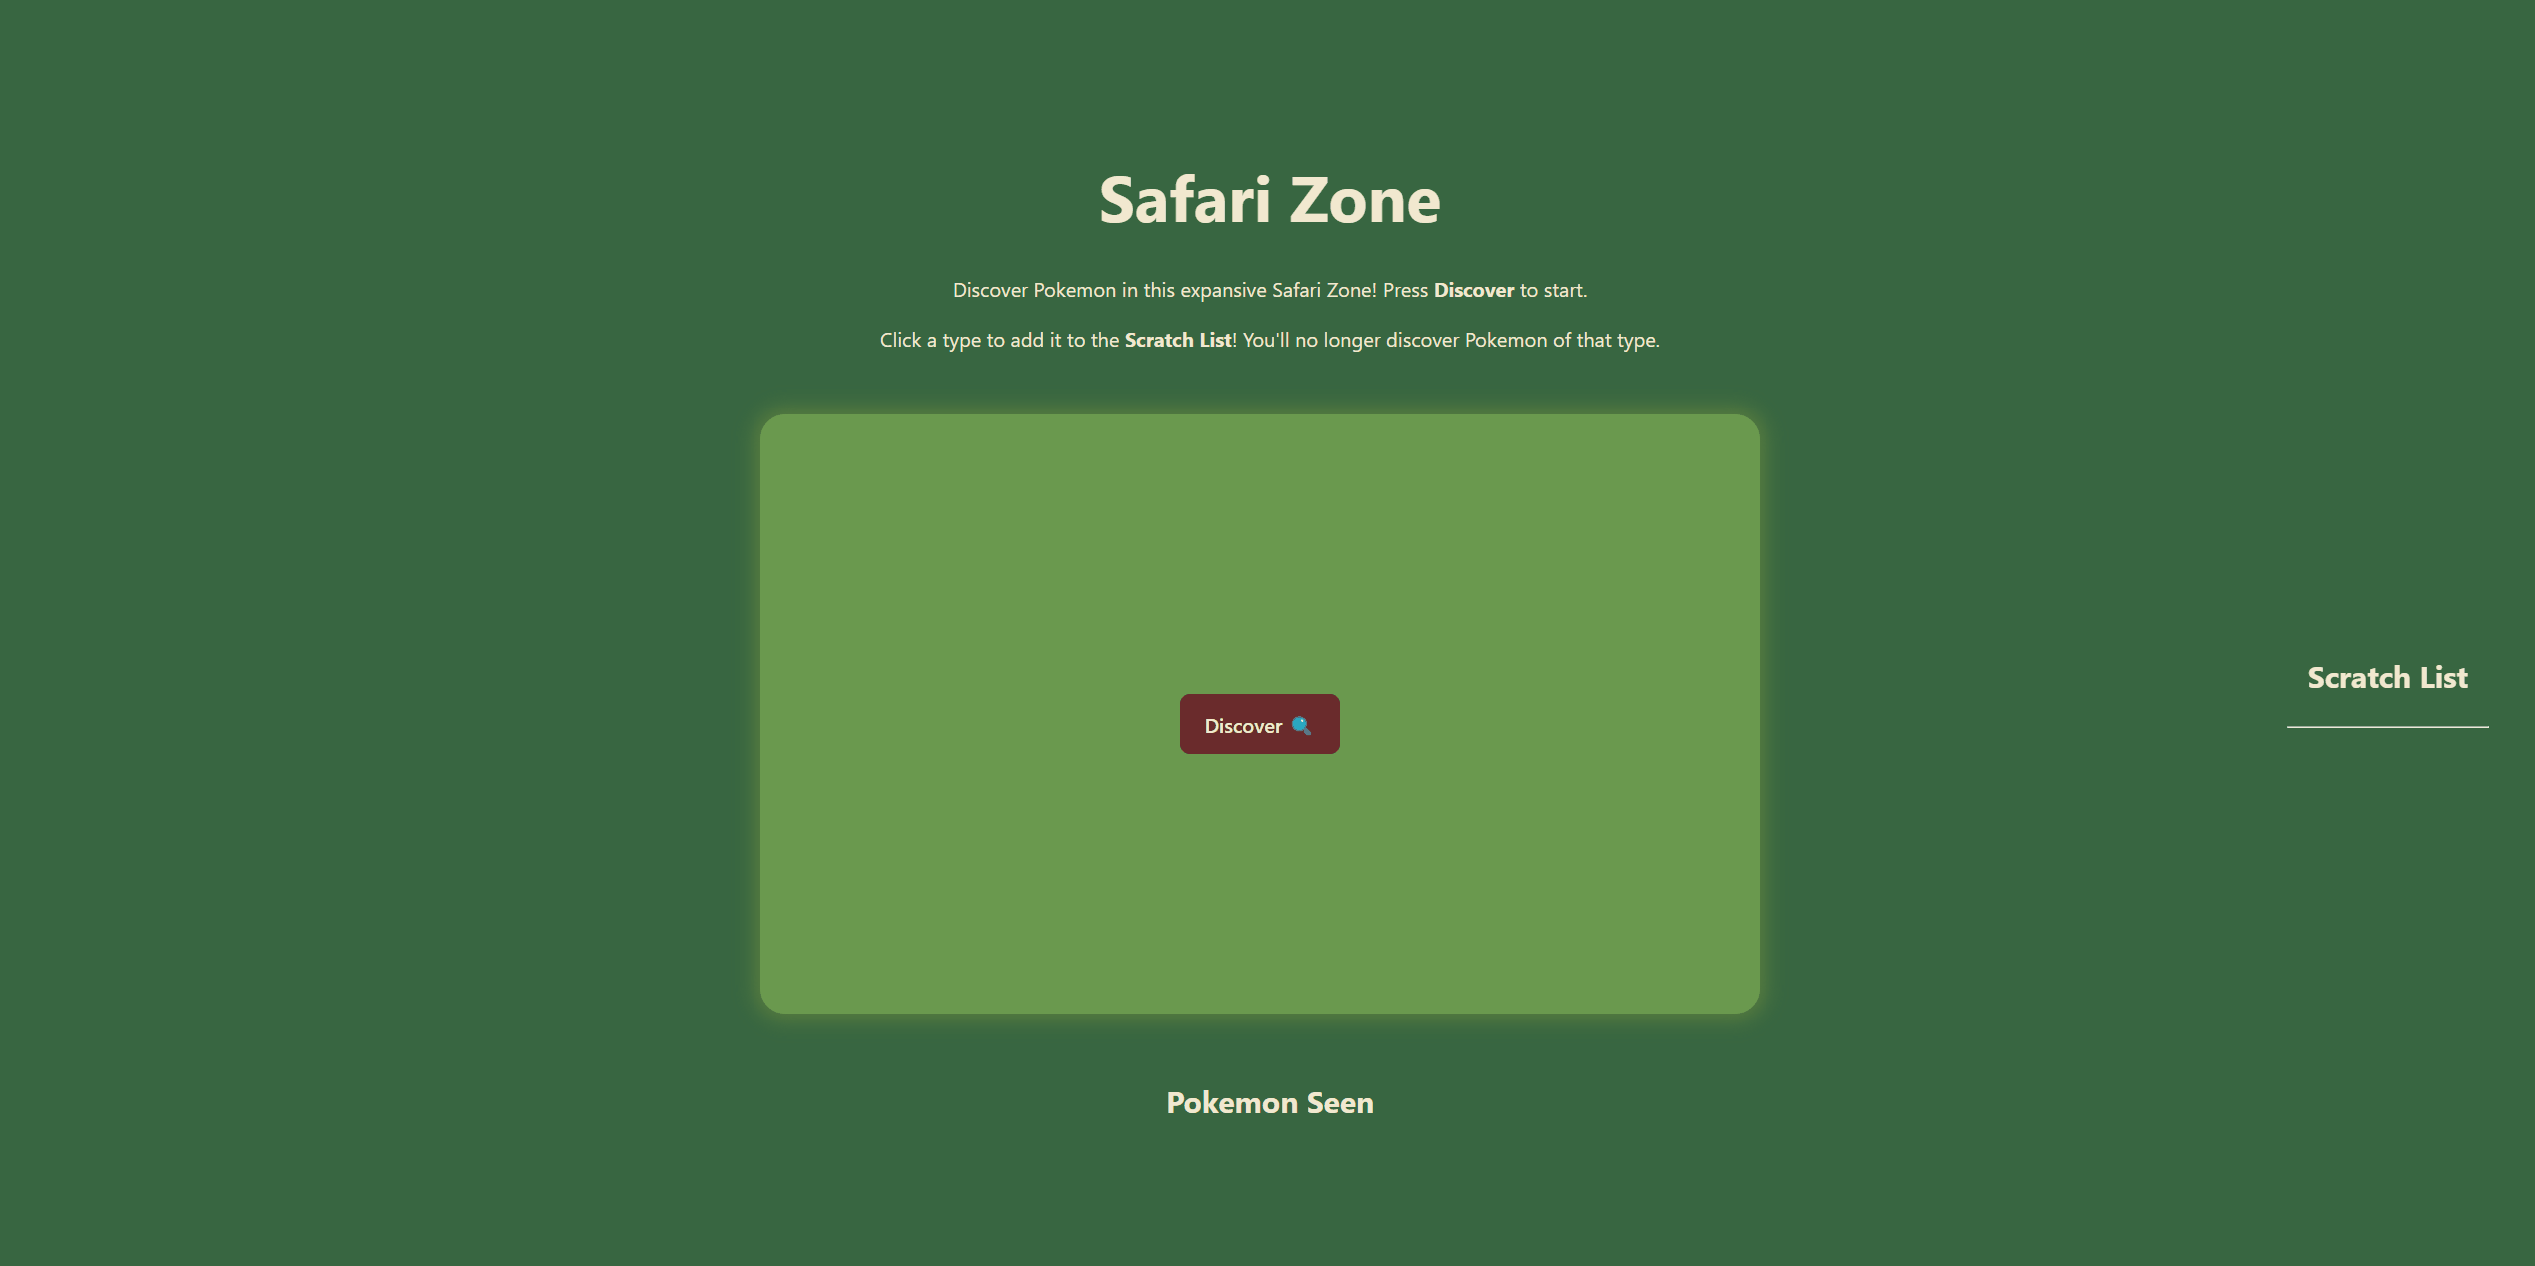 Safari Zone
Discover Pokemon in this expansive Safari Zone! Press Discover to start.
Click a type to add it to the Scratch List! You'll no longer discover Pokemon of that type.
Discover
Scratch List
Pokemon Seen